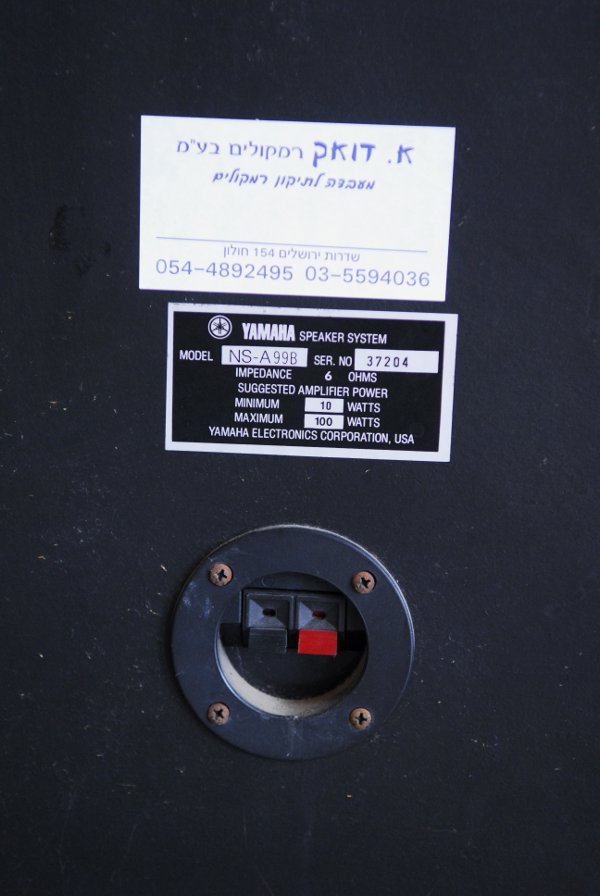 א. דואק רמקולים בע"מ
מעבדה לתיקון רמקולים
שדרות ירושלים 154 חולון
054-4892495 03-5594036
YAMAHA SPEAKER SYSTEM
MODEL NS-A99B SER. NO 37204
IMPEDANCE 6 OHMS
SUGGESTED AMPLIFIER POWER
MINIMUM 10 WATTS
MAXIMUM 100 WATTS
YAMAHA ELECTRONICS CORPORATION, USA